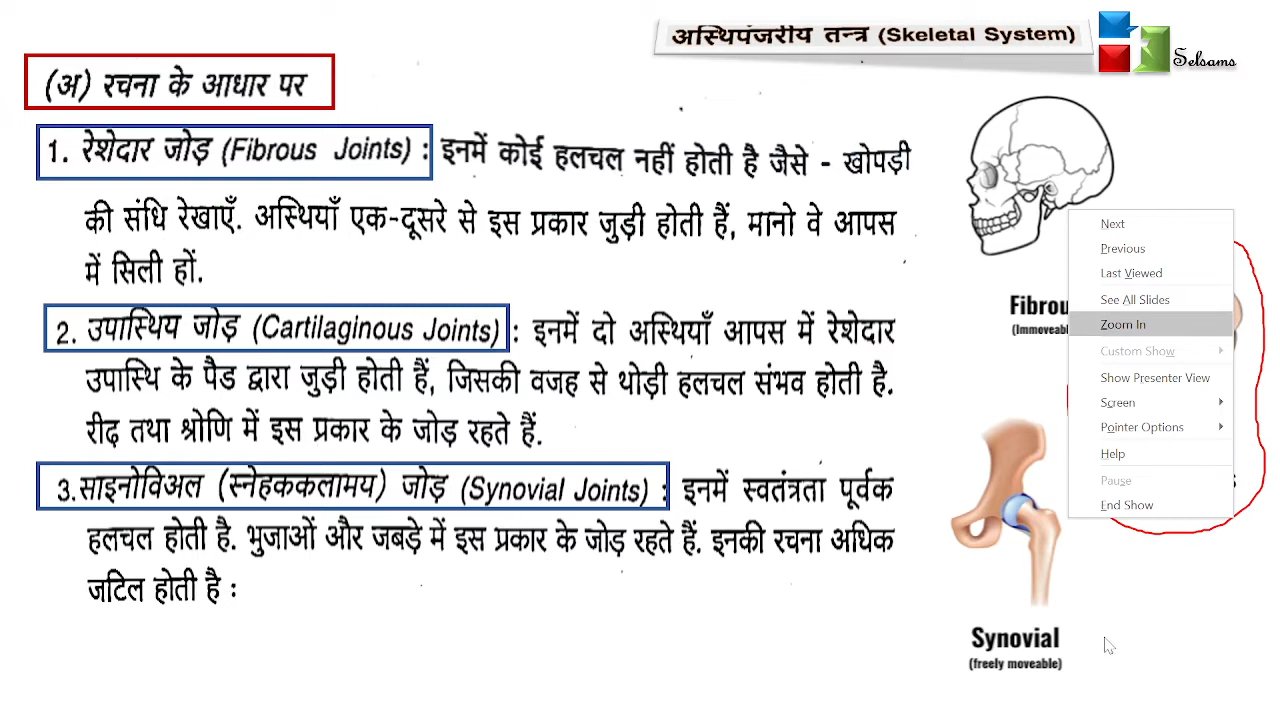 अस्थिपंजरीय तन्त्र (Skeletal System)
Selsams
(अ) रचना के आधार पर
1. रेशेदार जोड़ (Fibrous Joints) : इनमें कोई हलचल नहीं होती है जैसे - खोपड़ी
की संधि रेखाएँ. अस्थियाँ एक-दूसरे से इस प्रकार जुड़ी होती हैं, मानो वे आपस
में सिली हों.
2. उपास्थिय जोड़ (Cartilaginous Joints) : इनमें दो अस्थियाँ आपस में रेशेदार
उपास्थि के पैड द्वारा जुड़ी होती हैं, जिसकी वजह से थोड़ी हलचल संभव होती है.
रीढ़ तथा श्रोणि में इस प्रकार के जोड़ रहते हैं.
3. साइनोविअल (स्नेहककलामय) जोड़ (Synovial Joints) : इनमें स्वतंत्रता पूर्वक
हलचल होती है. भुजाओं और जबड़े में इस प्रकार के जोड़ रहते हैं. इनकी रचना अधिक
जटिल होती है :
Next
Previous
Last Viewed
See All Slides
Zoom In
Custom Show
Show Presenter View
Screen
Pointer Options
Help
Pause
End Show
Synovial
(freely moveable)